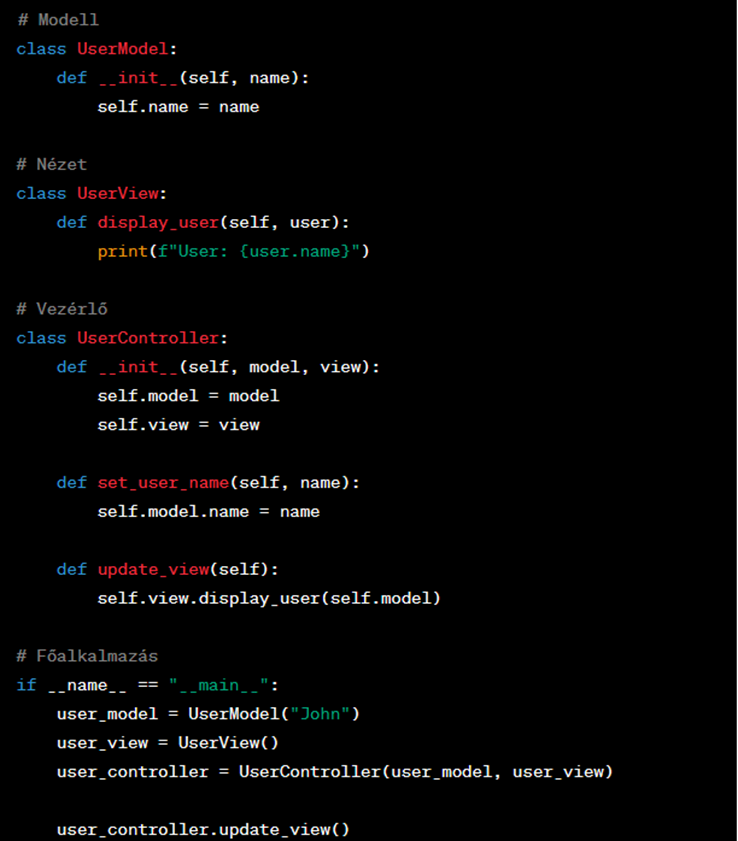 # Modell
class UserModel:
    def __init__(self, name):
        self.name = name

# Nézet
class UserView:
    def display_user(self, user):
        print(f"User: {user.name}")

# Vezérlő
class UserController:
    def __init__(self, model, view):
        self.model = model
        self.view = view

    def set_user_name(self, name):
        self.model.name = name

    def update_view(self):
        self.view.display_user(self.model)

# Főalkalmazás
if __name__ == "__main__":
    user_model = UserModel("John")
    user_view = UserView()
    user_controller = UserController(user_model, user_view)

    user_controller.update_view()